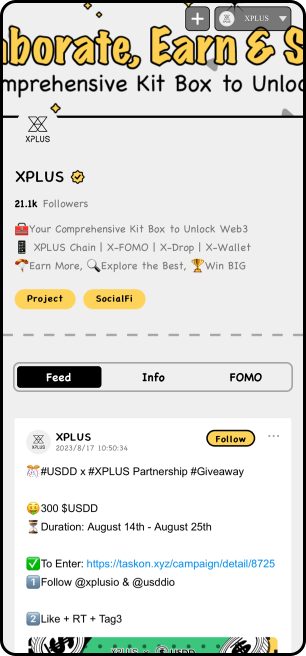 XPLUS
aborate, Earn & S
mprehensive Kit Box to Unloc
XPLUS
XPLUS
21.1k Followers
🧰Your Comprehensive Kit Box to Unlock Web3
📱 XPLUS Chain | X-FOMO | X-Drop | X-Wallet
🪂Earn More, 🔍Explore the Best, 🏆Win BIG
Project SocialFi
Feed Info FOMO
XPLUS
2023/8/17 10:50:34
Follow
🎊#USDD x #XPLUS Partnership #Giveaway
🤑300 $USDD
⏳Duration: August 14th - August 25th
✅To Enter: https://taskon.xyz/campaign/detail/8725
1️⃣Follow @xplusio & @usddio
2️⃣Like + RT + Tag3